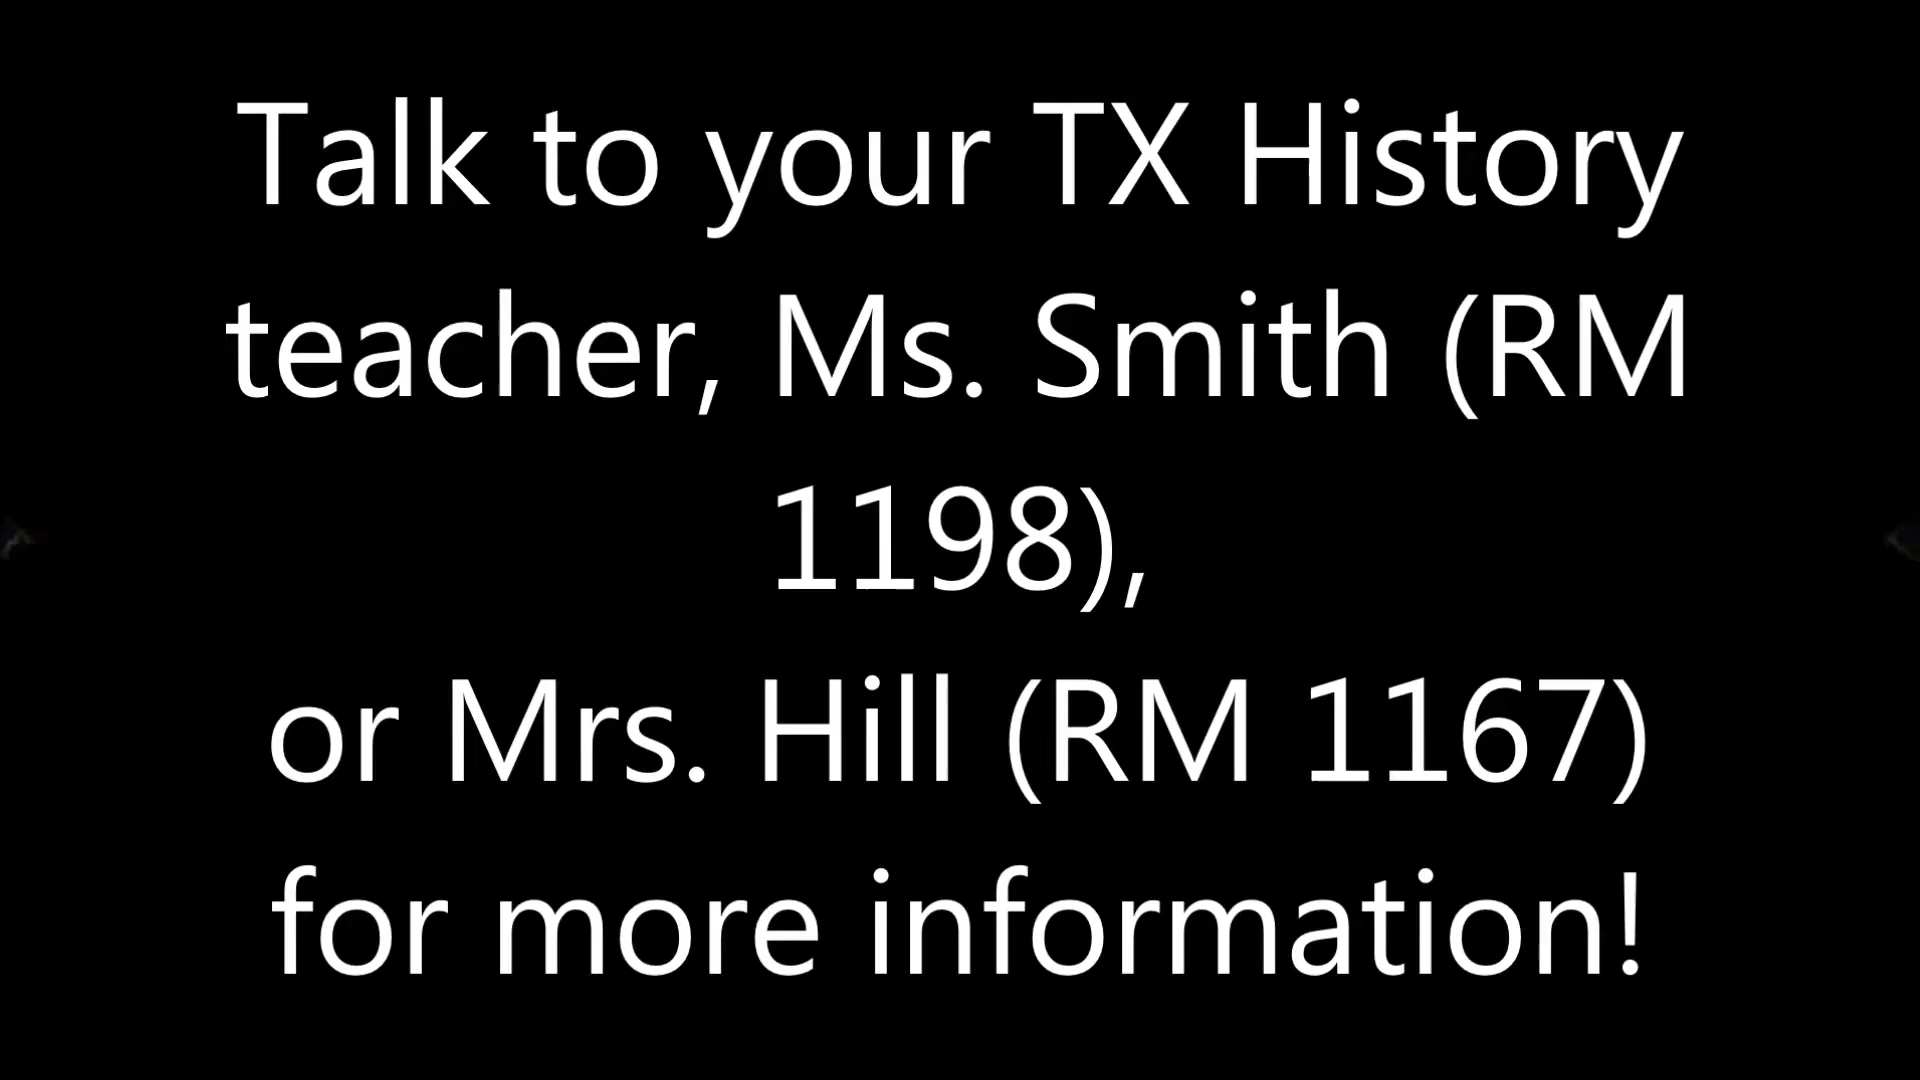 Talk to your TX History
teacher, Ms. Smith (RM
1198),
or Mrs. Hill (RM 1167)
for more information!